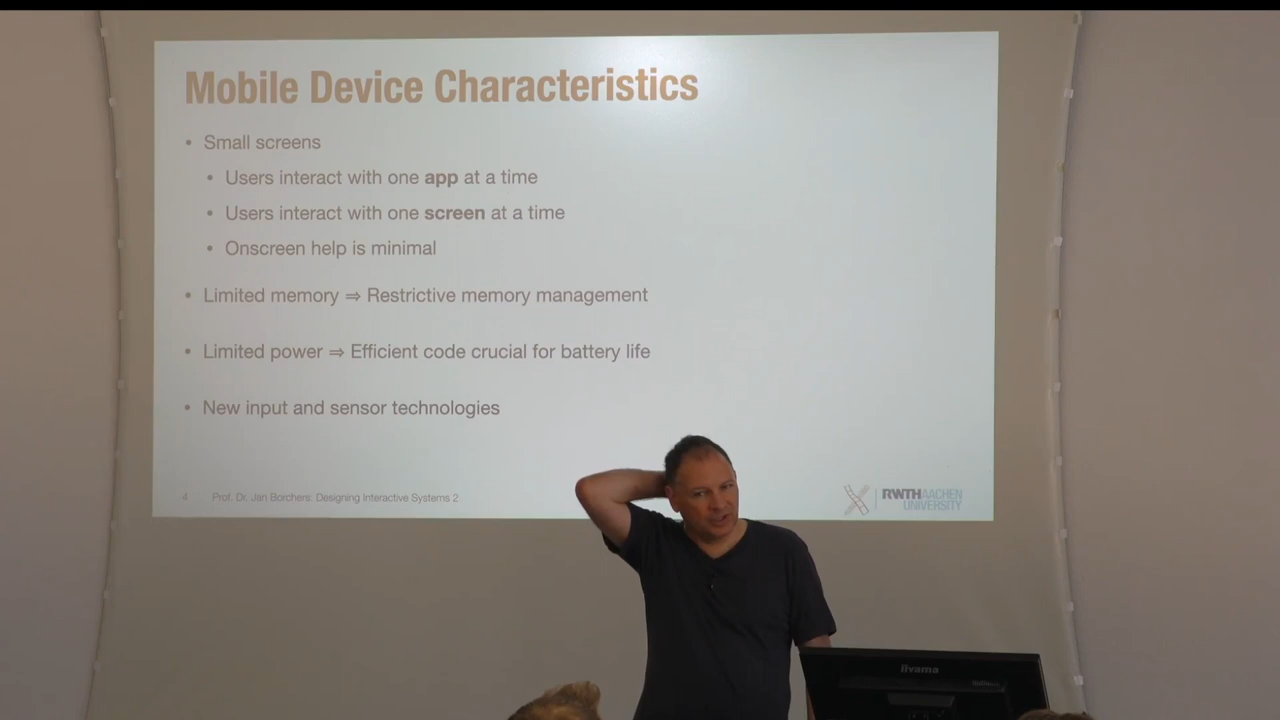 Mobile Device Characteristics
• Small screens
• Users interact with one app at a time
• Users interact with one screen at a time
• Onscreen help is minimal
• Limited memory ⇒ Restrictive memory management
• Limited power ⇒ Efficient code crucial for battery life
• New input and sensor technologies
4 Prof. Dr. Jan Borchers: Designing Interactive Systems 2
RWTH AACHEN
UNIVERSITY
iiyama